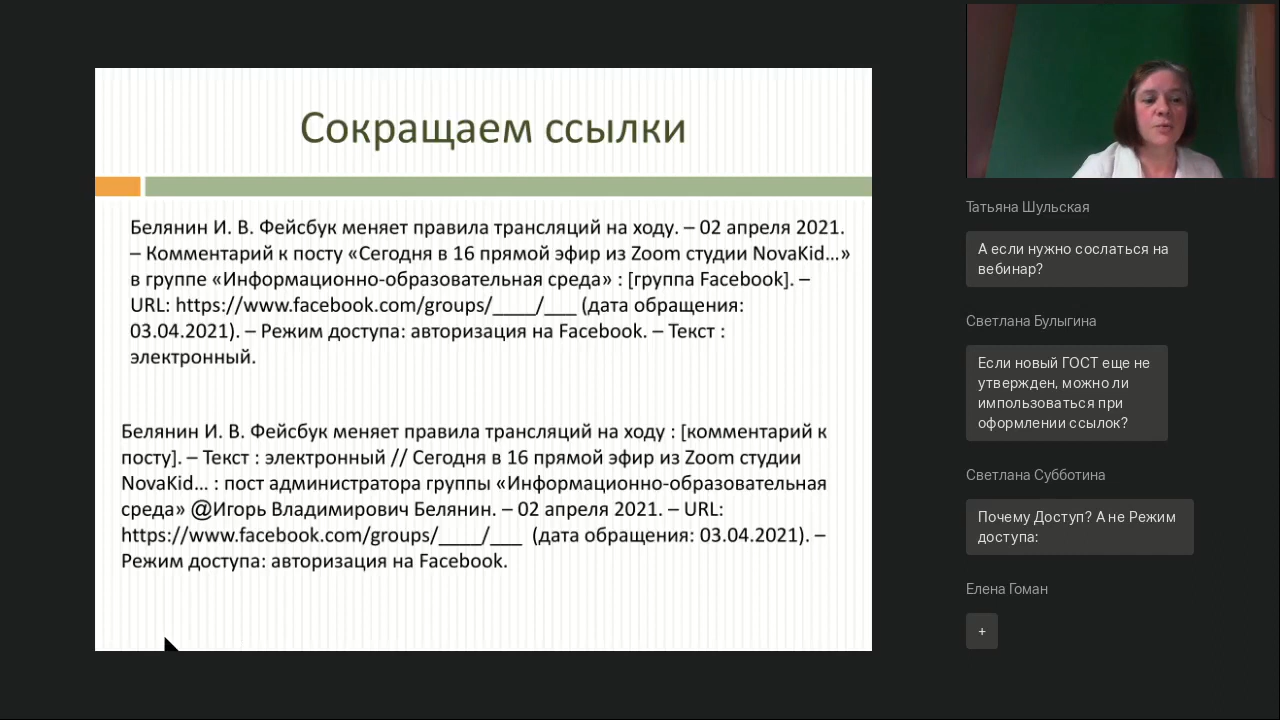 Сокращаем ссылки
Белянин И. В. Фейсбук меняет правила трансляций на ходу. – 02 апреля 2021.
– Комментарий к посту «Сегодня в 16 прямой эфир из Zoom студии NovaKid…»
в группе «Информационно-образовательная среда» : [группа Facebook]. –
URL: https://www.facebook.com/groups/____/___ (дата обращения:
03.04.2021). – Режим доступа: авторизация на Facebook. – Текст :
электронный.
Белянин И. В. Фейсбук меняет правила трансляций на ходу : [комментарий к
посту]. – Текст : электронный // Сегодня в 16 прямой эфир из Zoom студии
NovaKid… : пост администратора группы «Информационно-образовательная
среда» @Игорь Владимирович Белянин. – 02 апреля 2021. – URL:
https://www.facebook.com/groups/____/___ (дата обращения: 03.04.2021). –
Режим доступа: авторизация на Facebook.
Татьяна Шульская
А если нужно сослаться на
вебинар?
Светлана Булыгина
Если новый ГОСТ еще не
утвержден, можно ли
импользоваться при
оформлении ссылок?
Светлана Субботина
Почему Доступ? А не Режим
доступа:
Елена Гоман
+